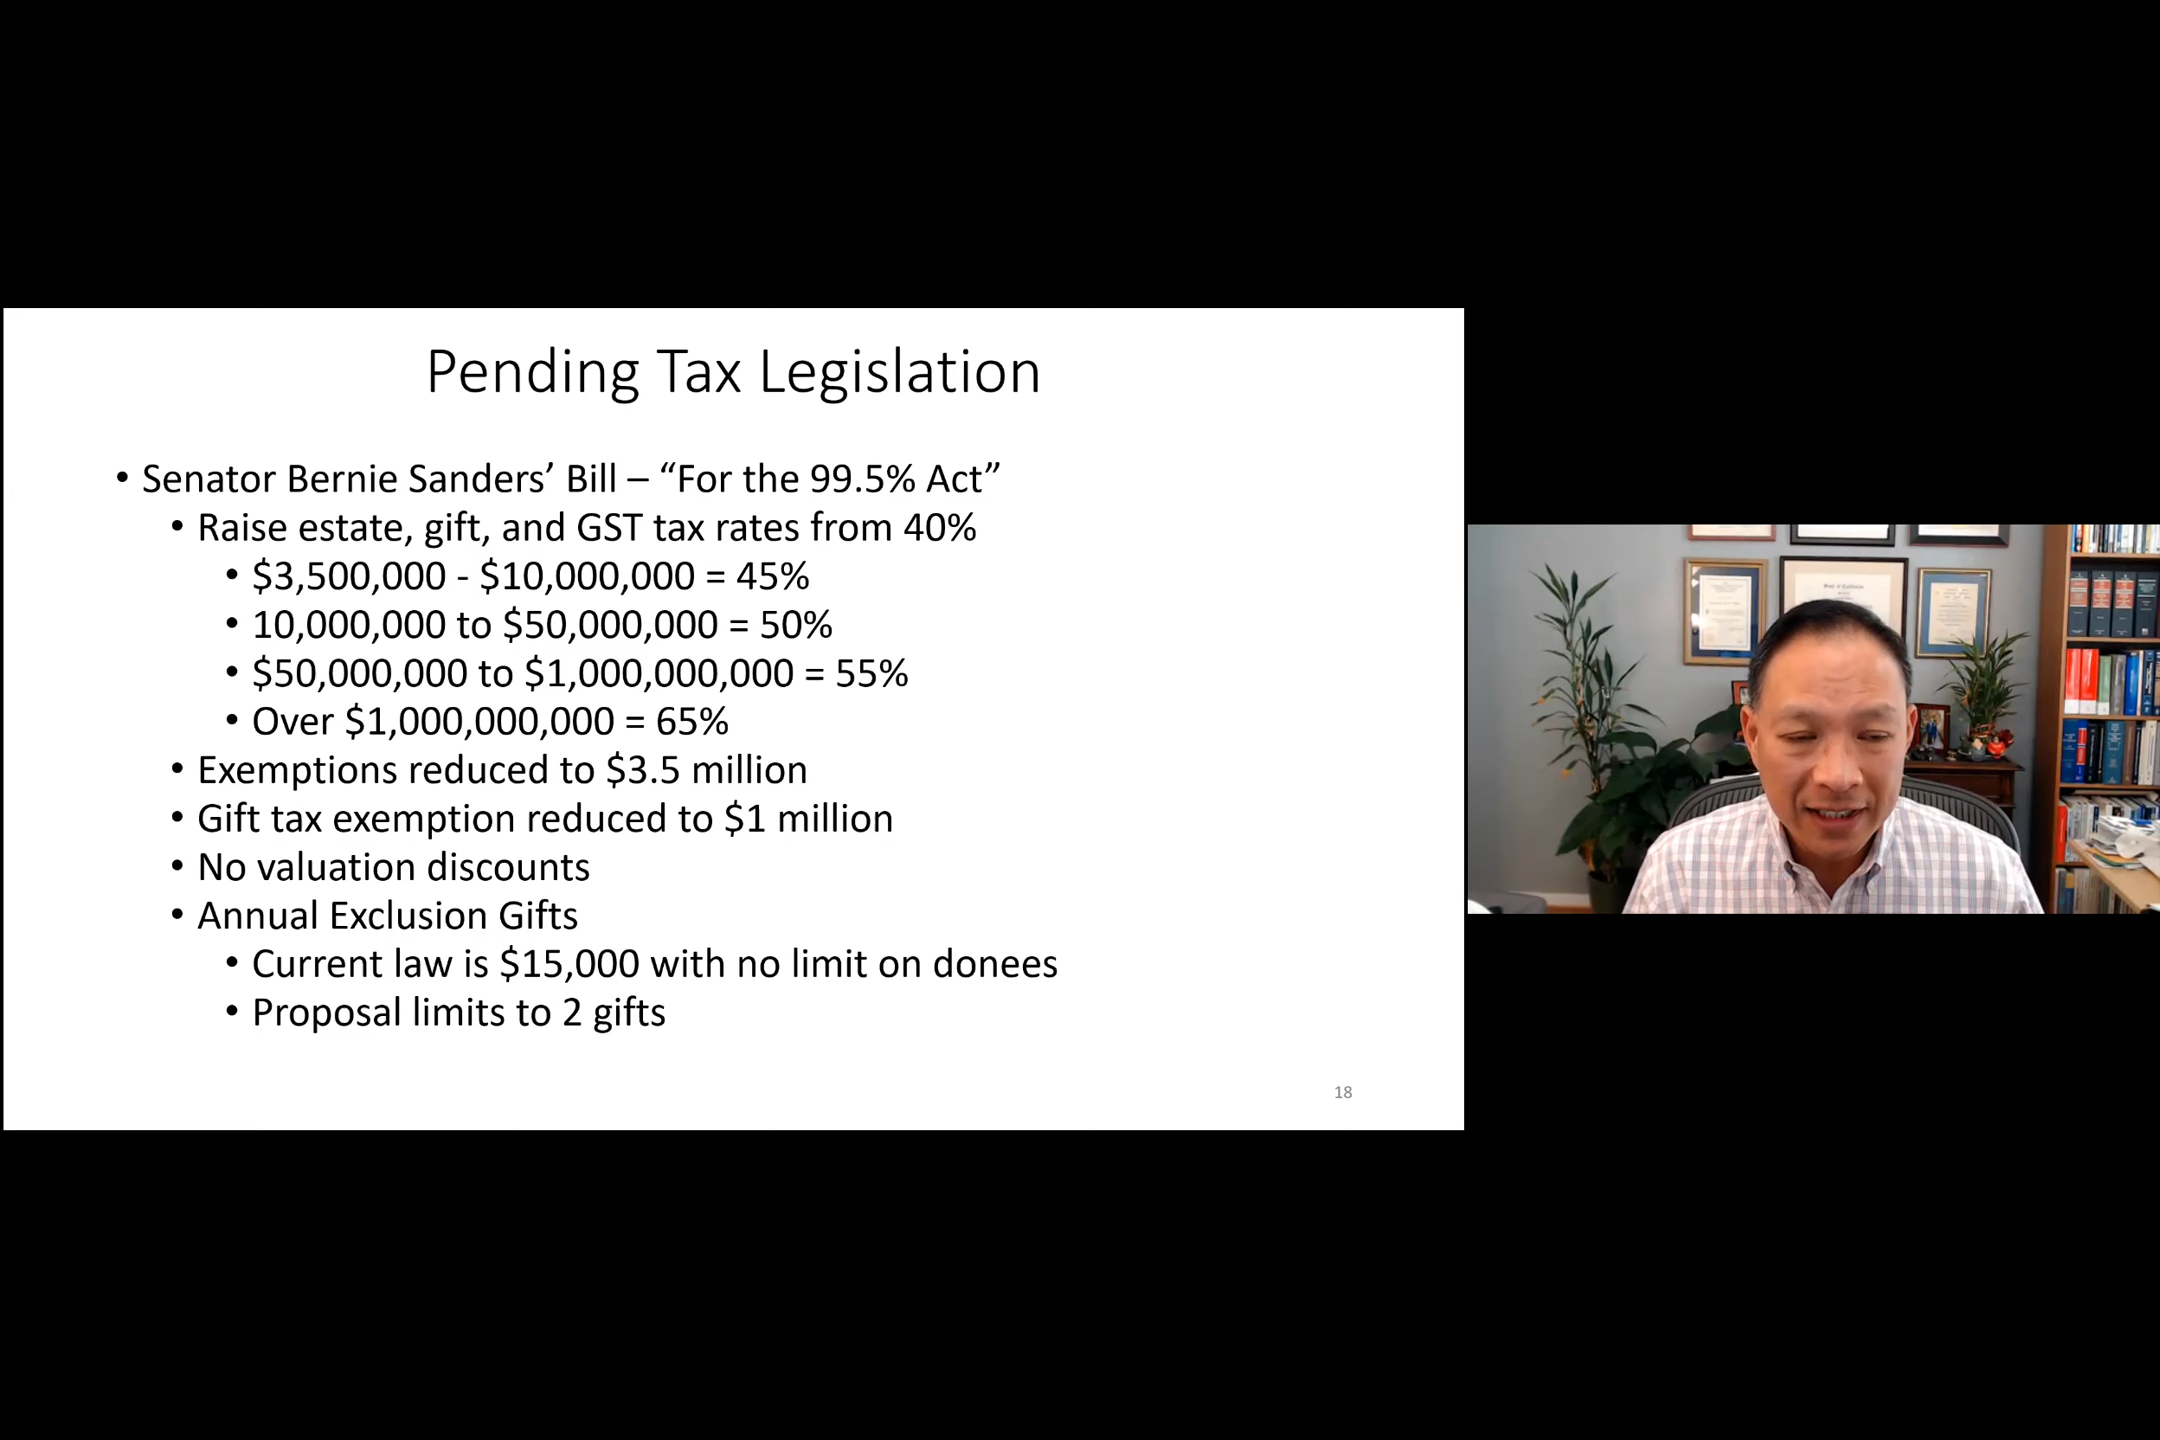 Pending Tax Legislation
• Senator Bernie Sanders’ Bill – “For the 99.5% Act”
• Raise estate, gift, and GST tax rates from 40%
• $3,500,000 - $10,000,000 = 45%
• 10,000,000 to $50,000,000 = 50%
• $50,000,000 to $1,000,000,000 = 55%
• Over $1,000,000,000 = 65%
• Exemptions reduced to $3.5 million
• Gift tax exemption reduced to $1 million
• No valuation discounts
• Annual Exclusion Gifts
• Current law is $15,000 with no limit on donees
• Proposal limits to 2 gifts
18